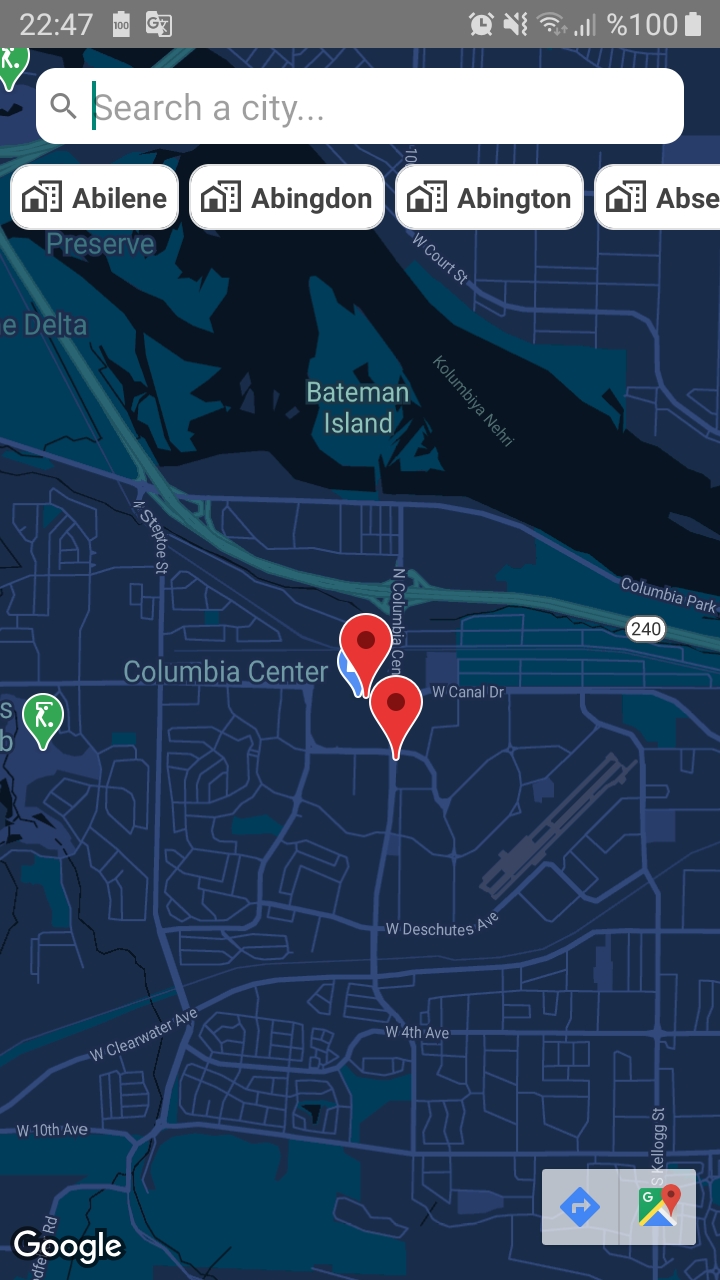 22:47
100
%100
Search a city...
Abilene
Abingdon
Abington
Abse
10
Preserve
W Court St
e Delta
Kolumbiya Nehri
Bateman
Island
N Steptoe St
N Columbia Cen
Columbia Park
240
Columbia Center
W Canal Dr
s
b
W Deschutes Ave
W Clearwater Ave
W 4th Ave
W 10th Ave
S Kellogg St
G
Google